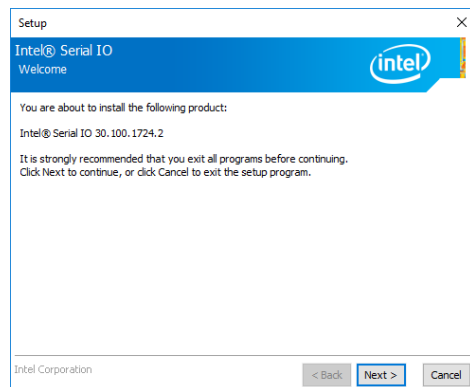 Setup
Intel® Serial IO
Welcome
intel
You are about to install the following product:
Intel® Serial IO 30.100.1724.2
It is strongly recommended that you exit all programs before continuing.
Click Next to continue, or click Cancel to exit the setup program.
Intel Corporation
< Back Next > Cancel